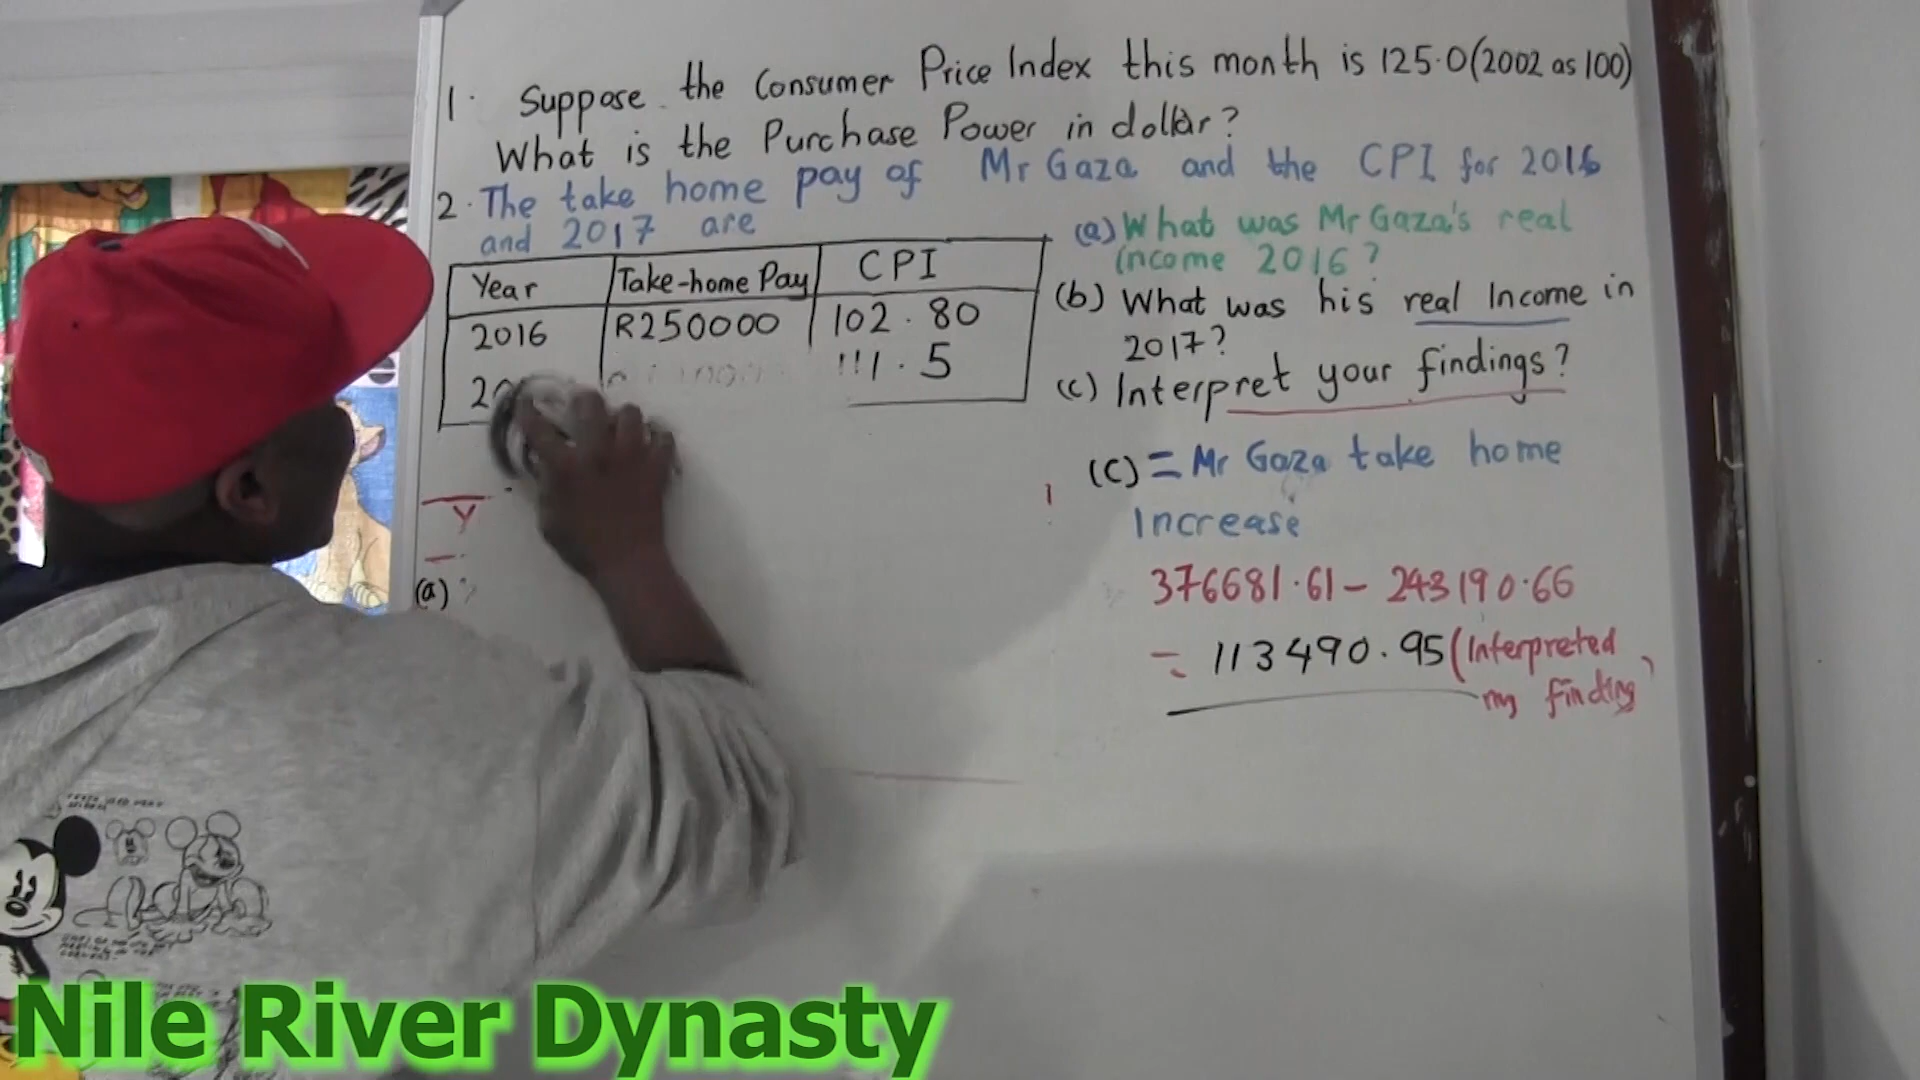 1. Suppose the Consumer Price Index this month is 125.0 (2002 as 100)
What is the Purchase Power in dollar?
2. The take home pay of Mr Gaza and the CPI for 2016
and 2017 are
Year Take-home Pay CPI
2016 R250000 102.80
111.5
(a) What was Mr Gaza's real
income 2016?
(b) What was his real Income in
2017?
(c) Interpret your findings?
(c) = Mr Gaza take home
Increase
376681.61 - 243190.66
= 113490.95 (Interpreted
my finding
Y
(a)
Nile River Dynasty